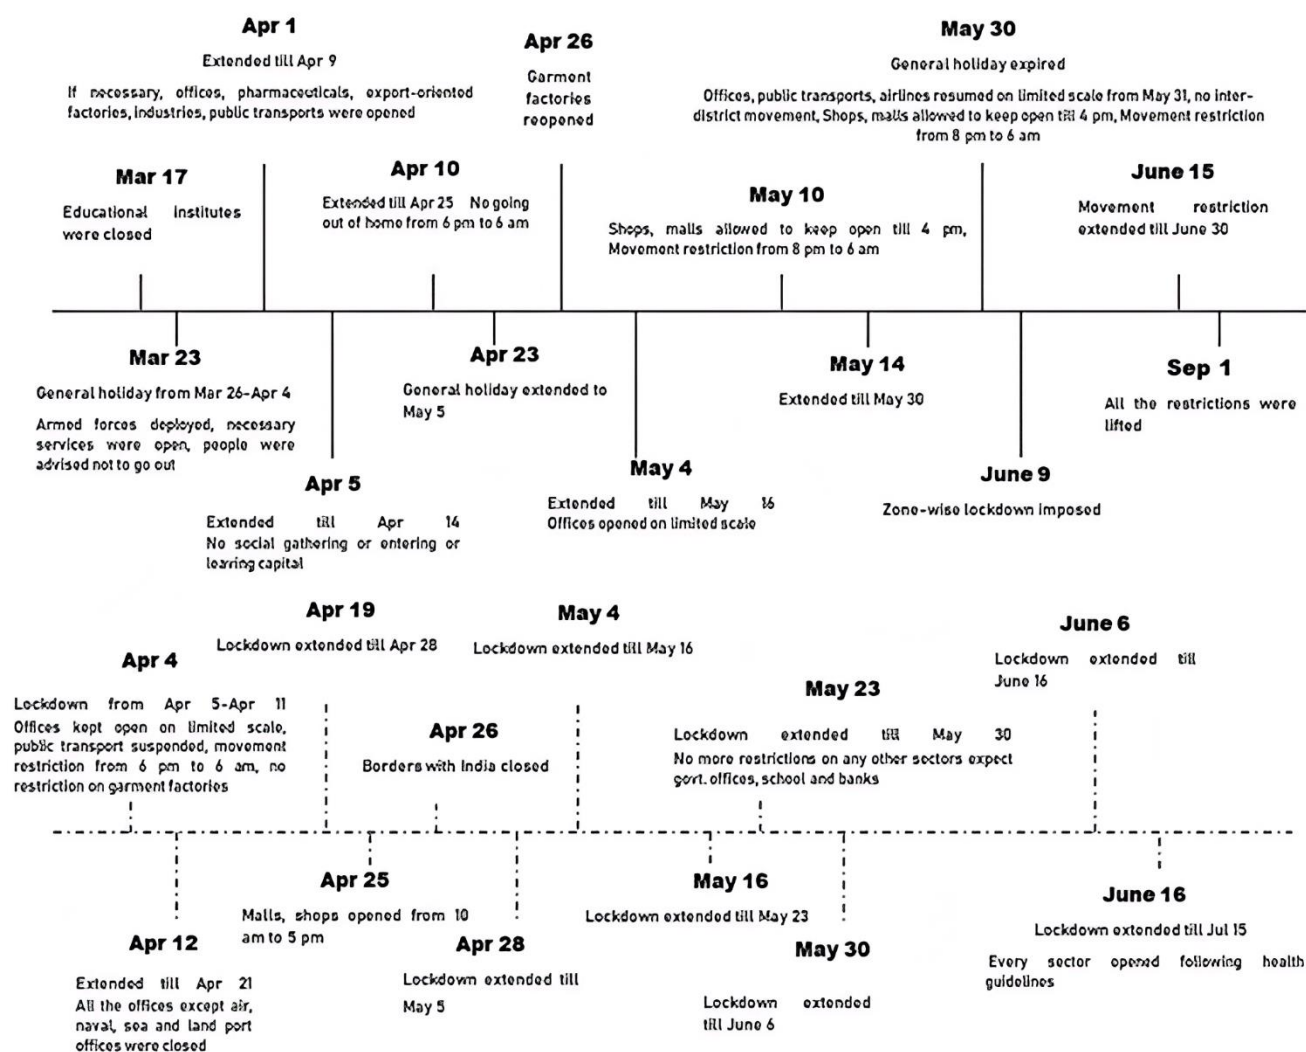 Apr 1
Extended till Apr 9
If necessary, offices, pharmaceuticals, export-oriented
factories, industries, public transports were opened
Apr 26
Garment
factories
reopened
May 30
General holiday expired
Offices, public transports, airlines resumed on limited scale from May 31, no inter-
district movement, Shops, malls allowed to keep open till 4 pm, Movement restriction
from 8 pm to 6 am
Mar 17
Educational institutes
were closed
Apr 10
Extended till Apr 25 No going
out of home from 6 pm to 6 am
May 10
Shops, malls allowed to keep open till 4 pm,
Movement restriction from 8 pm to 6 am
June 15
Movement restriction
extended till June 30
Mar 23
General holiday from Mar 26-Apr 4
Armed forces deployed, necessary
services were open, people were
advised not to go out
Apr 23
General holiday extended to
May 5
May 14
Extended till May 30
Sep 1
All the restrictions were
lifted
Apr 5
Extended till Apr 14
No social gathering or entering or
leaving capital
May 4
Extended till May 16
Offices opened on limited scale
June 9
Zone-wise lockdown imposed
Apr 4
Lockdown from Apr 5-Apr 11
Offices kept open on limited scale,
public transport suspended, movement
restriction from 6 pm to 6 am, no
restriction on garment factories
Apr 19
Lockdown extended till Apr 28
Apr 26
Borders with India closed
May 4
Lockdown extended till May 16
May 23
Lockdown extended till May 30
No more restrictions on any other sectors expect
govt. offices, school and banks
June 6
Lockdown extended till
June 16
Apr 12
Extended till Apr 21
All the offices except air,
naval, sea and land port
offices were closed
Apr 25
Malls, shops opened from 10
am to 5 pm
Apr 28
Lockdown extended till
May 5
May 16
Lockdown extended till May 23
May 30
Lockdown extended
till June 6
June 16
Lockdown extended till Jul 15
Every sector opened following health
guidelines